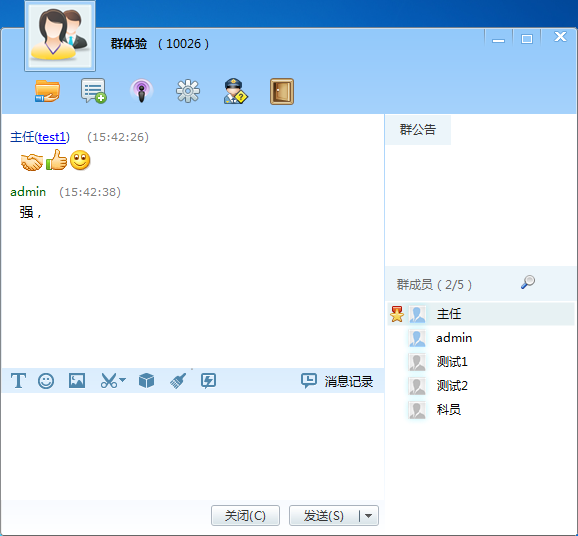 群体验 （10026）
主任(test1) (15:42:26)
admin (15:42:38)
强，
消息记录
关闭(C) 发送(S)
群公告
群成员（2/5）
主任
admin
测试1
测试2
科员